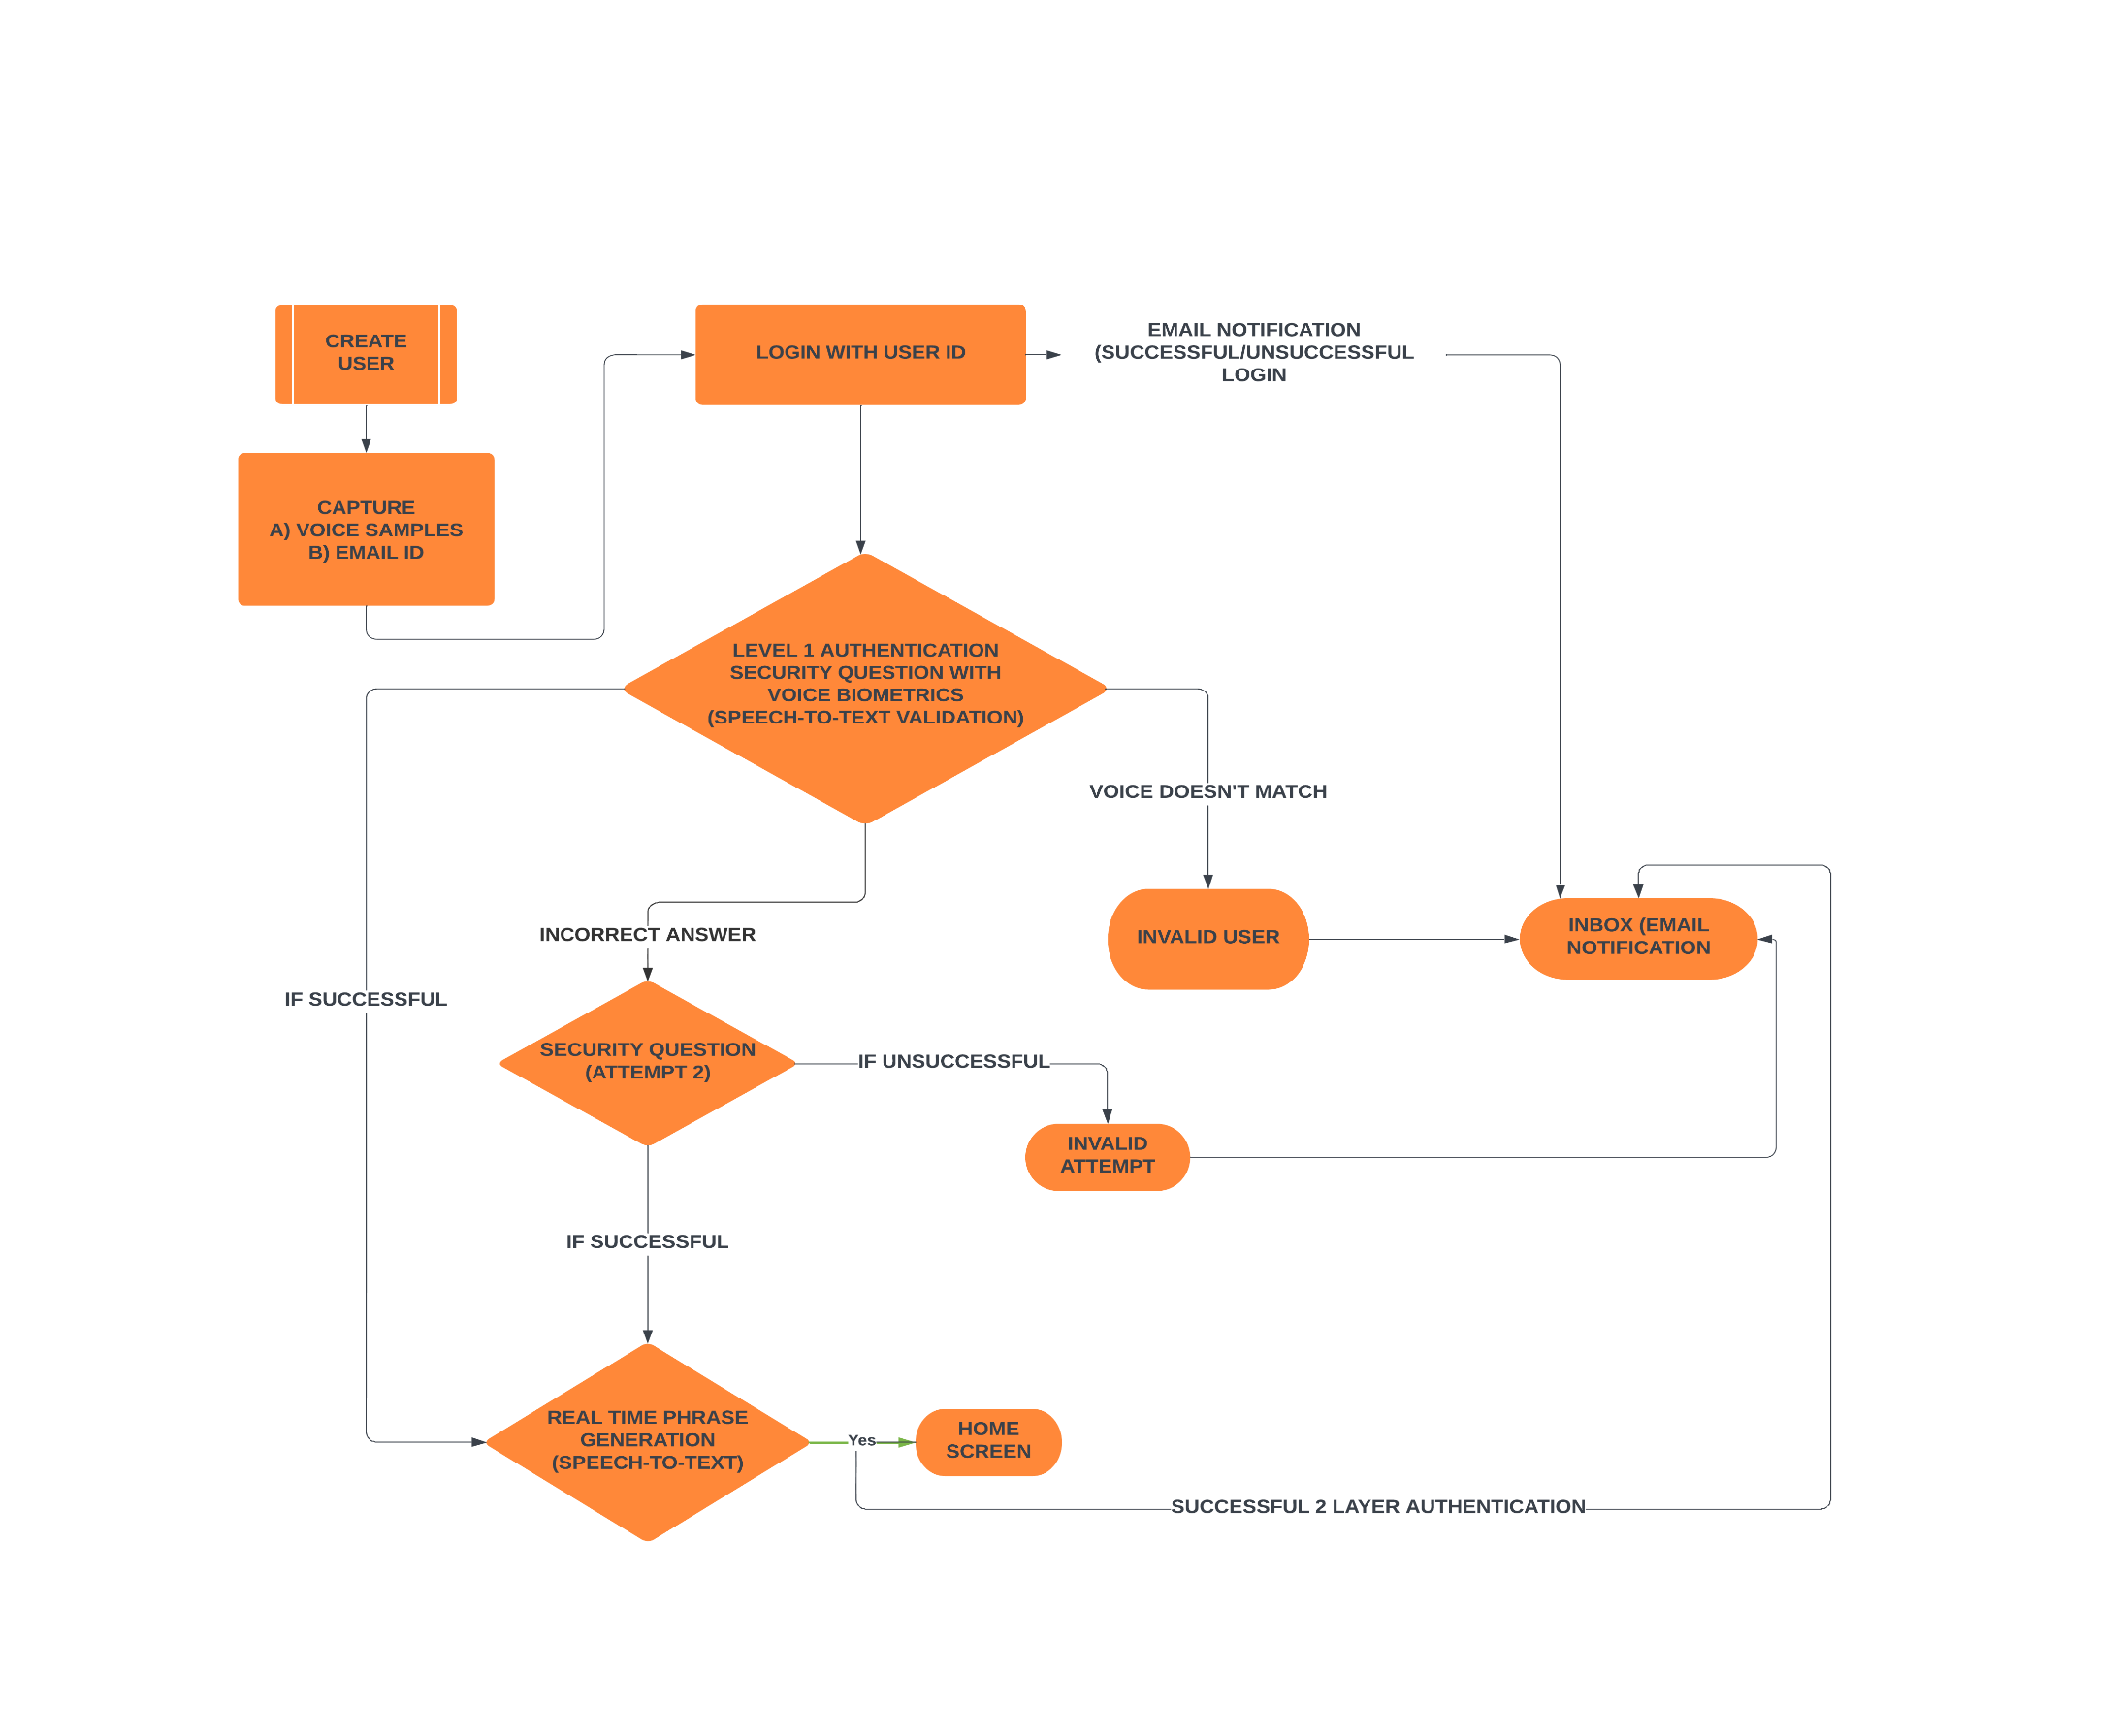 CREATE
USER
LOGIN WITH USER ID
EMAIL NOTIFICATION
(SUCCESSFUL/UNSUCCESSFUL
LOGIN
CAPTURE
A) VOICE SAMPLES
B) EMAIL ID
LEVEL 1 AUTHENTICATION
SECURITY QUESTION WITH
VOICE BIOMETRICS
(SPEECH-TO-TEXT VALIDATION)
VOICE DOESN'T MATCH
INCORRECT ANSWER
INVALID USER
INBOX (EMAIL
NOTIFICATION
IF SUCCESSFUL
SECURITY QUESTION
(ATTEMPT 2)
IF UNSUCCESSFUL
INVALID
ATTEMPT
IF SUCCESSFUL
REAL TIME PHRASE
GENERATION
(SPEECH-TO-TEXT)
Yes
HOME
SCREEN
SUCCESSFUL 2 LAYER AUTHENTICATION